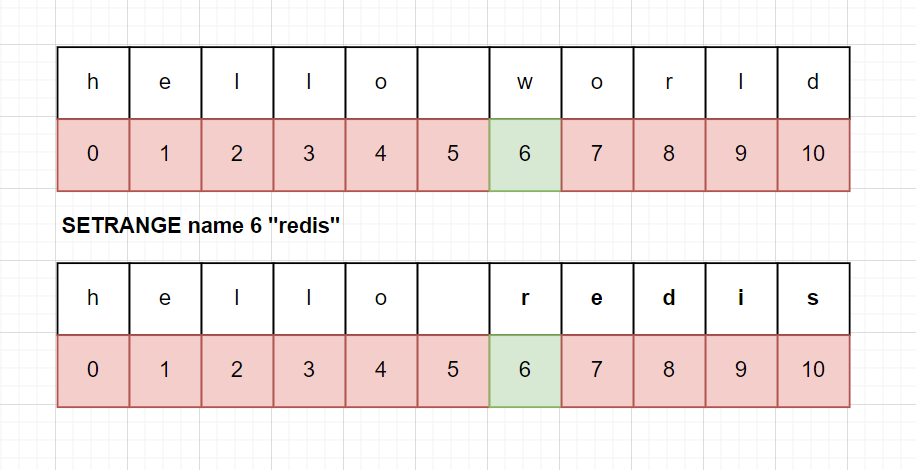 h e l l o w o r l d
0 1 2 3 4 5 6 7 8 9 10
SETRANGE name 6 "redis"
h e l l o r e d i s
0 1 2 3 4 5 6 7 8 9 10